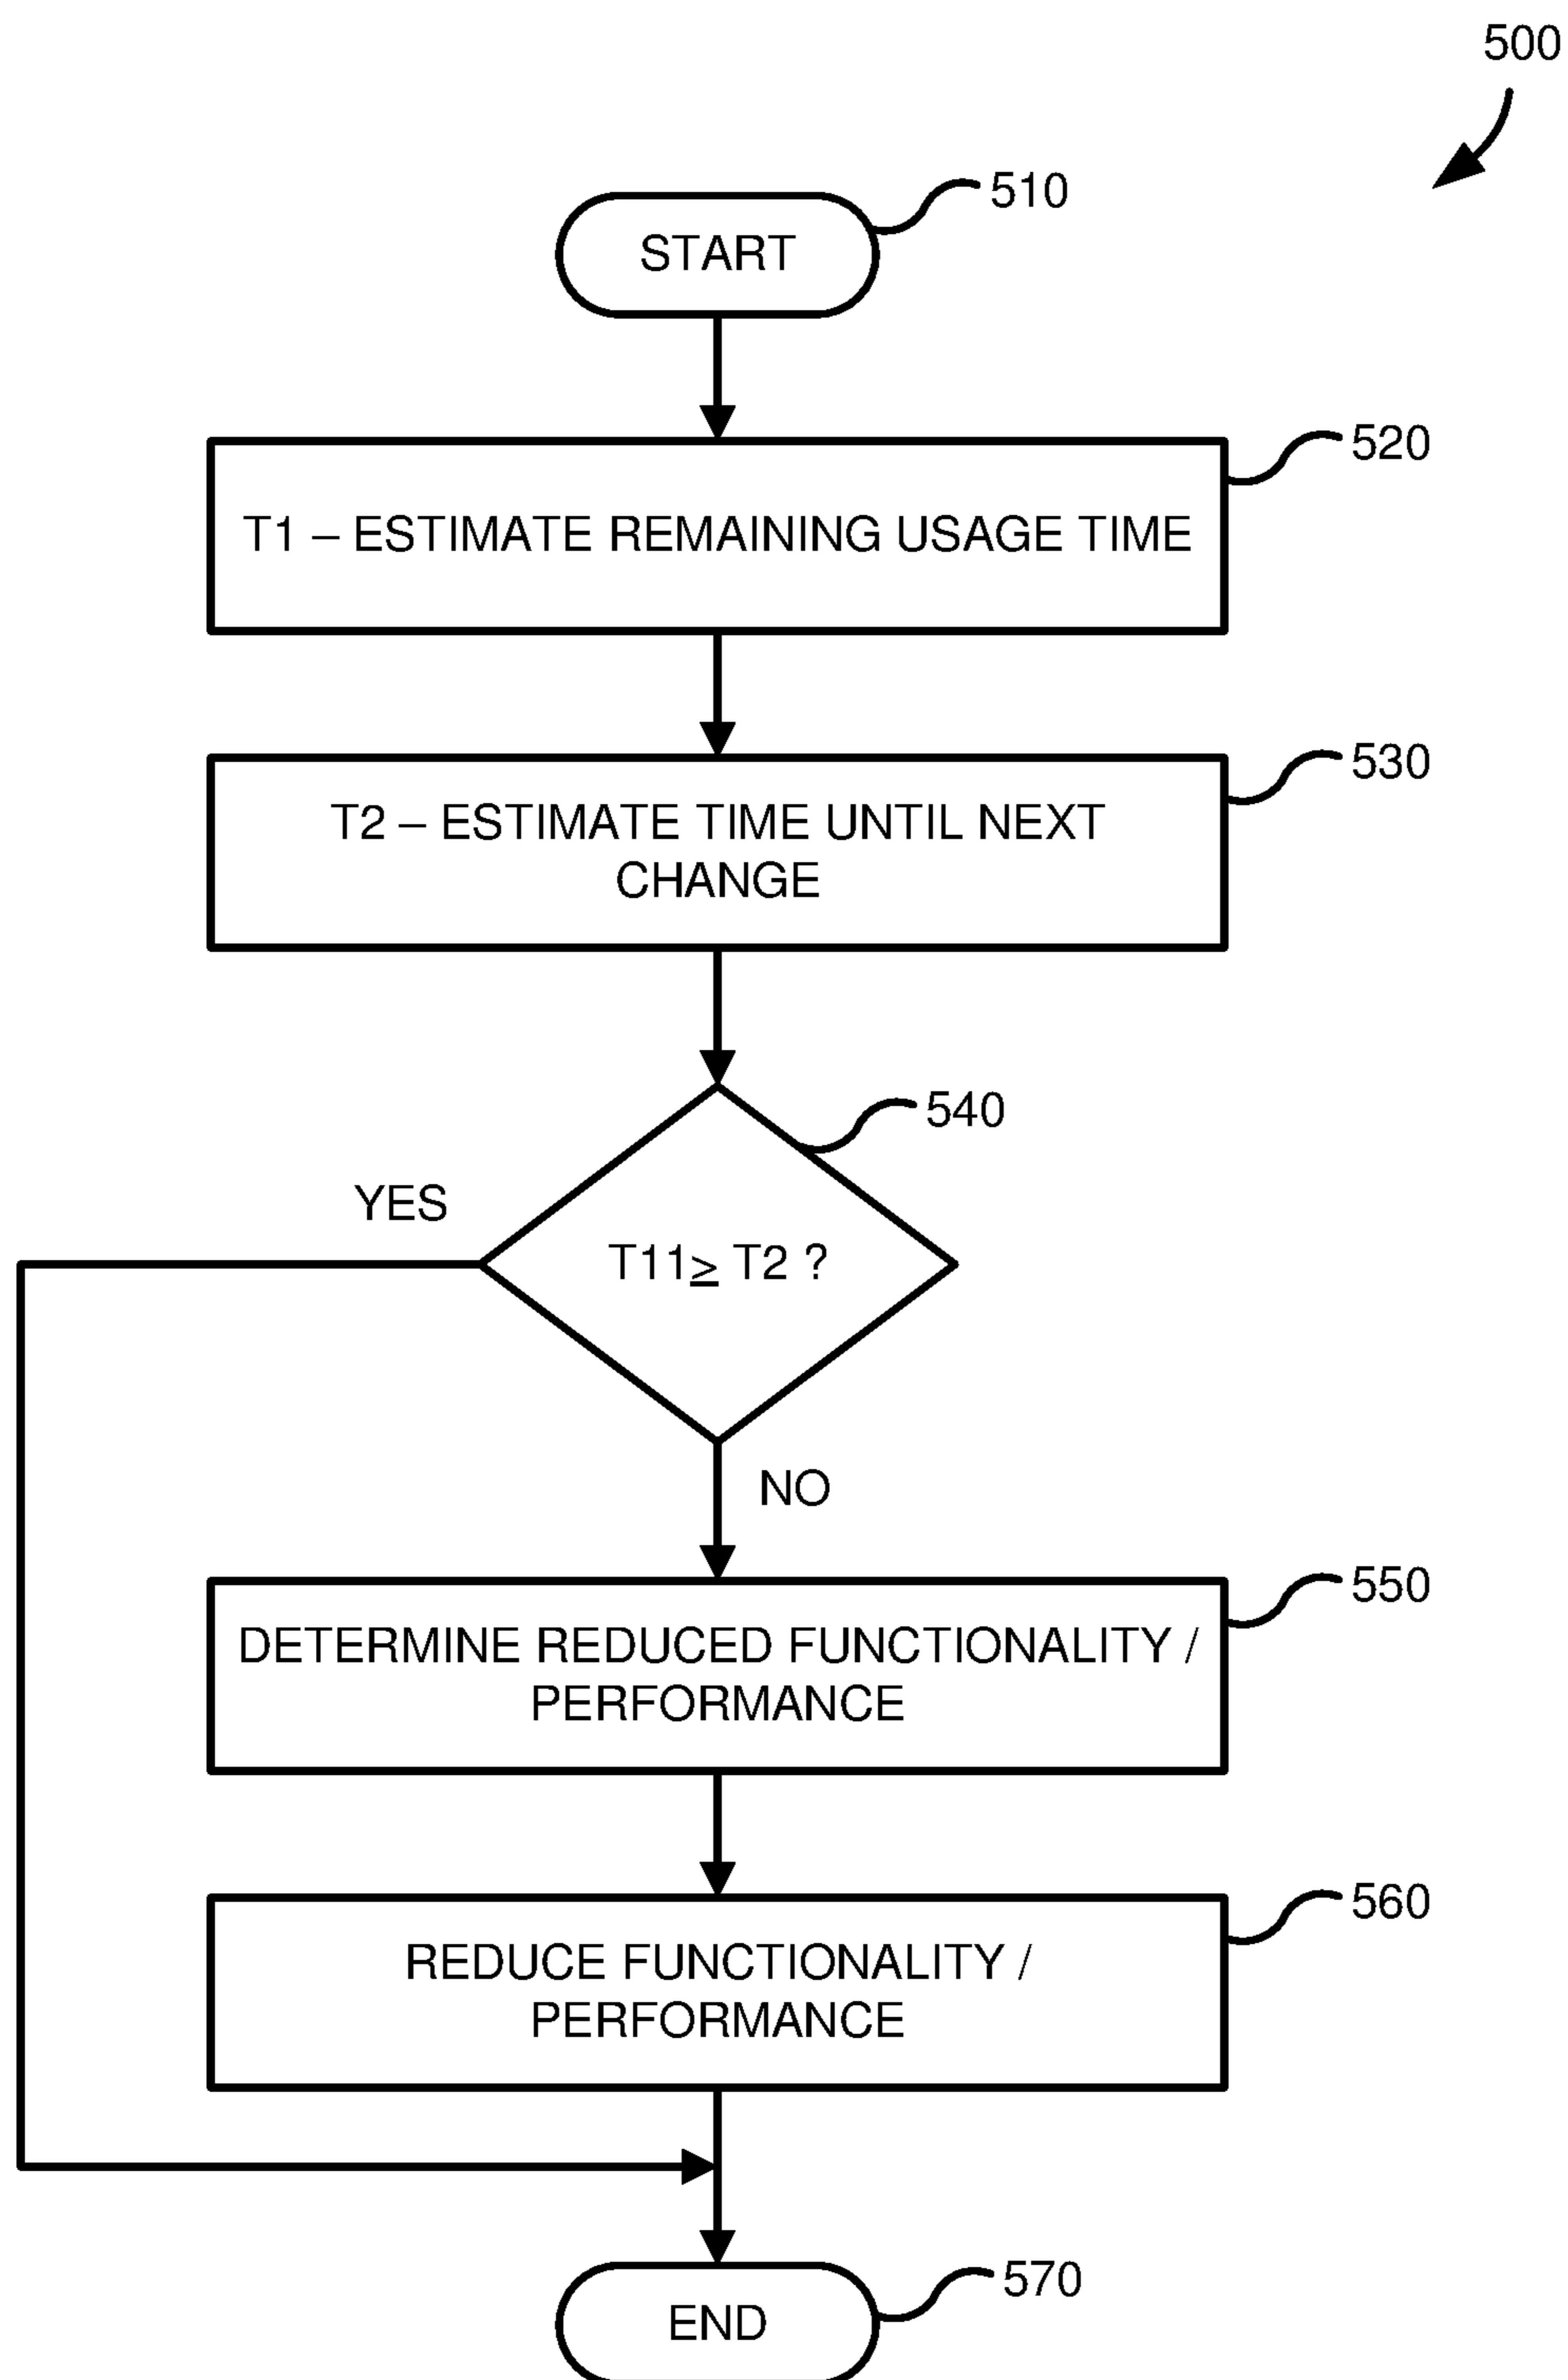 500
START
510
T1 – ESTIMATE REMAINING USAGE TIME
520
T2 – ESTIMATE TIME UNTIL NEXT
CHANGE
530
540
YES
T11≥ T2 ?
NO
DETERMINE REDUCED FUNCTIONALITY /
PERFORMANCE
550
REDUCE FUNCTIONALITY /
PERFORMANCE
560
END
570